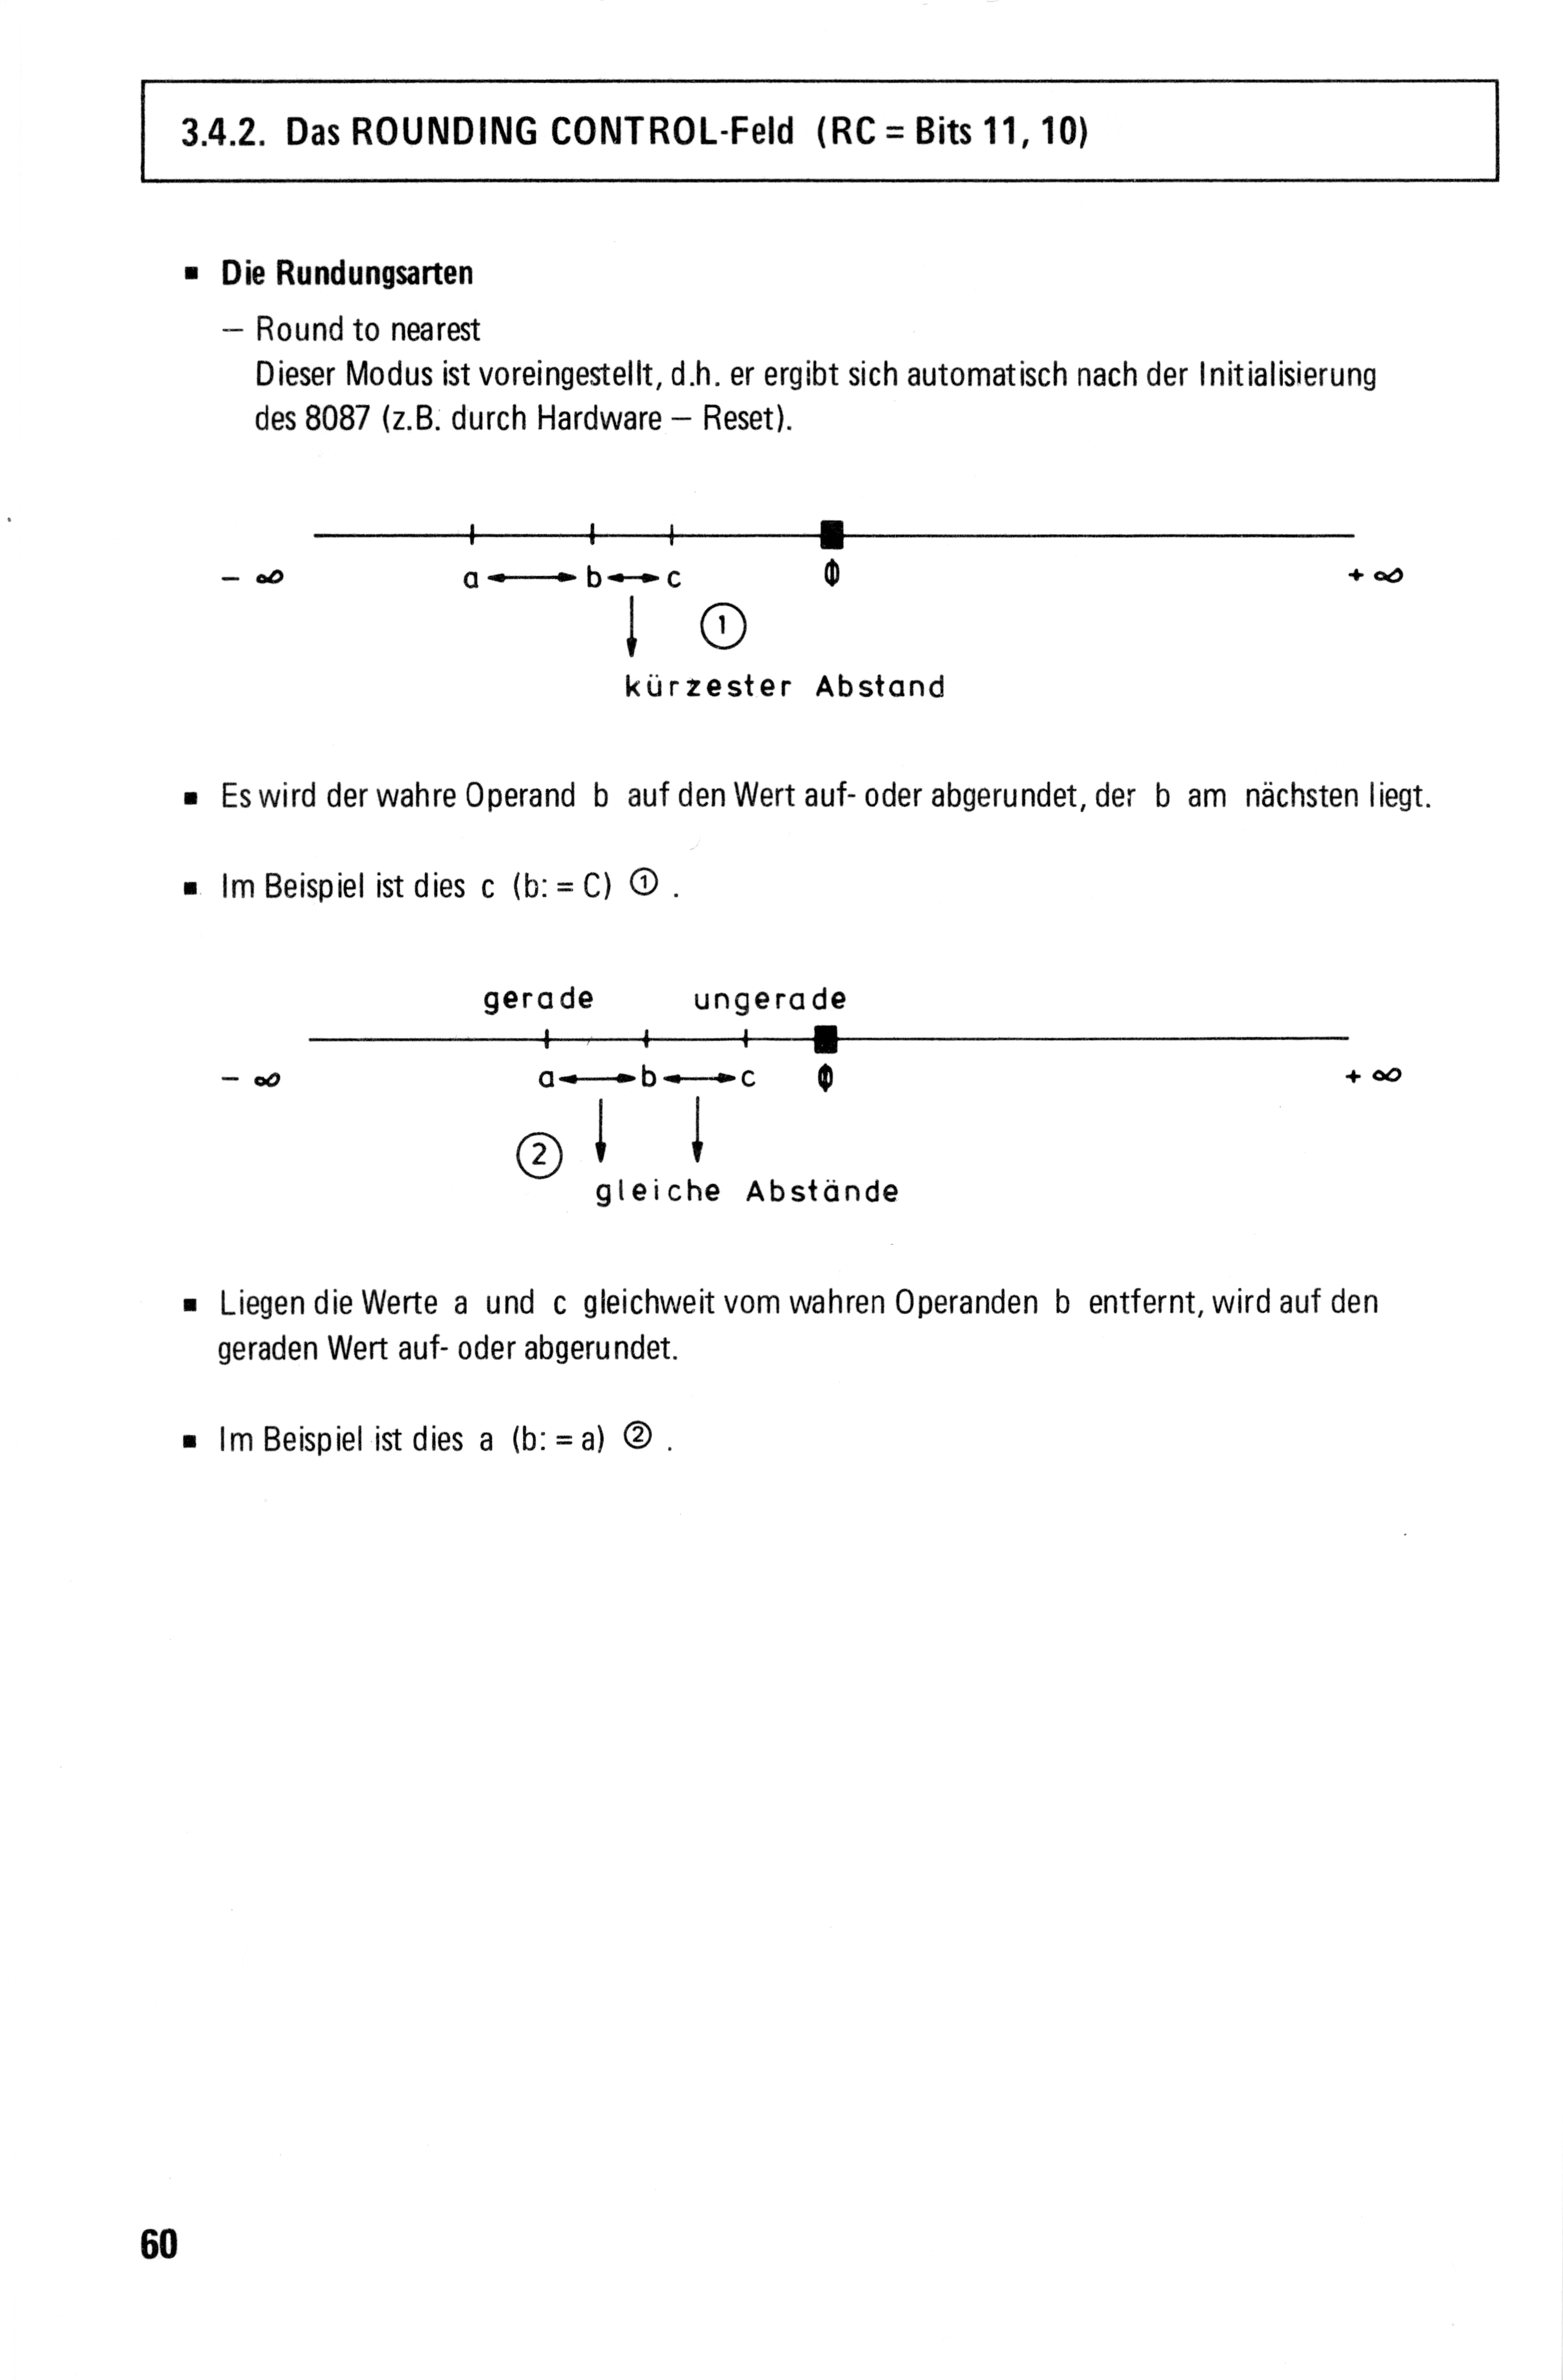 3.4.2. Das ROUNDING CONTROL-Feld (RC = Bits 11, 10)
▪ Die Rundungsarten
— Round to nearest
Dieser Modus ist voreingestellt, d.h. er ergibt sich automatisch nach der Initialisierung
des 8087 (z.B. durch Hardware — Reset).
− ∞ a b c 0 + ∞
1
kürzester Abstand
▪ Es wird der wahre Operand b auf den Wert auf- oder abgerundet, der b am nächsten liegt.
▪ Im Beispiel ist dies c (b: = C) ① .
gerade ungerade
− ∞ a b c 0 + ∞
2
gleiche Abstände
▪ Liegen die Werte a und c gleichweit vom wahren Operanden b entfernt, wird auf den
geraden Wert auf- oder abgerundet.
▪ Im Beispiel ist dies a (b: = a) ② .
60